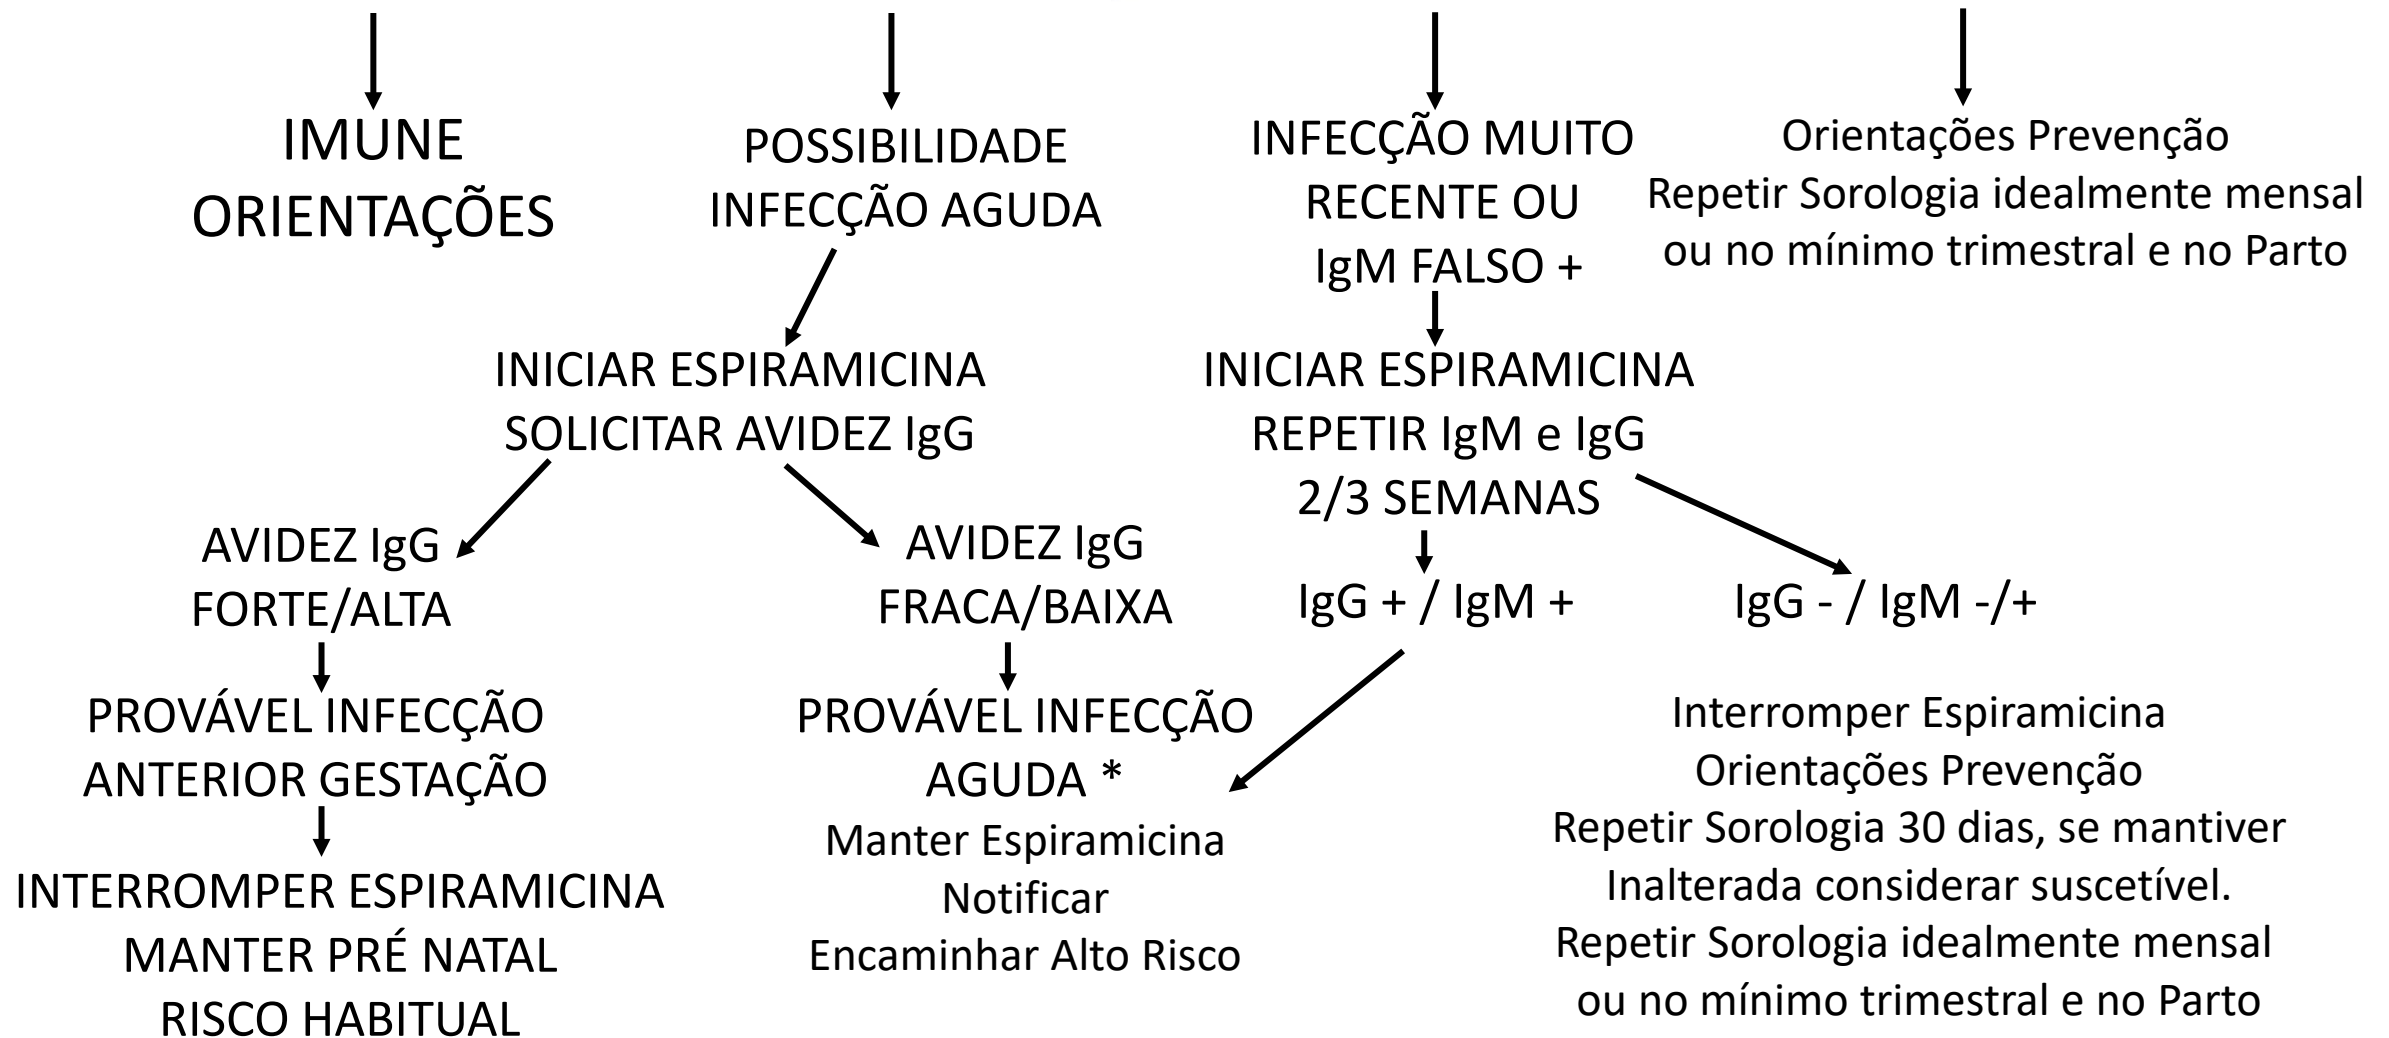 IMUNE
ORIENTAÇÕES
POSSIBILIDADE
INFECÇÃO AGUDA
INFECÇÃO MUITO
RECENTE OU
IgM FALSO +
Orientações Prevenção
Repetir Sorologia idealmente mensal
ou no mínimo trimestral e no Parto
INICIAR ESPIRAMICINA
SOLICITAR AVIDEZ IgG
INICIAR ESPIRAMICINA
REPETIR IgM e IgG
2/3 SEMANAS
AVIDEZ IgG
FORTE/ALTA
AVIDEZ IgG
FRACA/BAIXA
IgG + / IgM +
IgG - / IgM -/+
PROVÁVEL INFECÇÃO
ANTERIOR GESTAÇÃO
PROVÁVEL INFECÇÃO
AGUDA *
Manter Espiramicina
Notificar
Encaminhar Alto Risco
Interromper Espiramicina
Orientações Prevenção
Repetir Sorologia 30 dias, se mantiver
Inalterada considerar suscetível.
Repetir Sorologia idealmente mensal
ou no mínimo trimestral e no Parto
INTERROMPER ESPIRAMICINA
MANTER PRÉ NATAL
RISCO HABITUAL